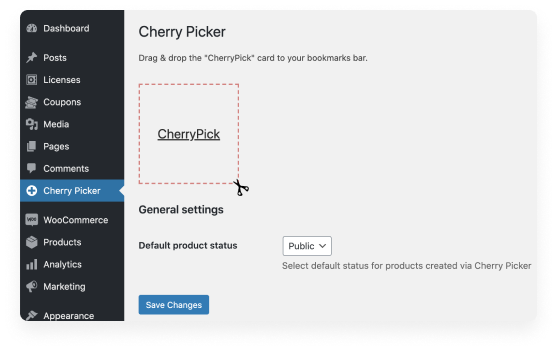 Dashboard
Posts
Licenses
Coupons
Media
Pages
Comments
Cherry Picker
WOO
WooCommerce
Products
Analytics
Marketing
Appearance
Cherry Picker
Drag & drop the "CherryPick" card to your bookmarks bar.
CherryPick
General settings
Default product status
Public
Select default status for products created via Cherry Picker
Save Changes